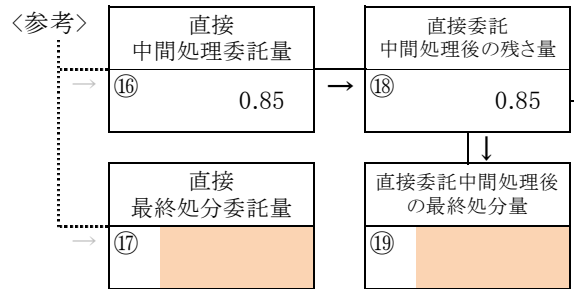 〈参考〉
直接
中間処理委託量
⑯
0.85
→
→
直接委託
中間処理後の残さ量
⑱
0.85
↓
直接
最終処分委託量
⑰
→
直接委託中間処理後
の最終処分量
⑲